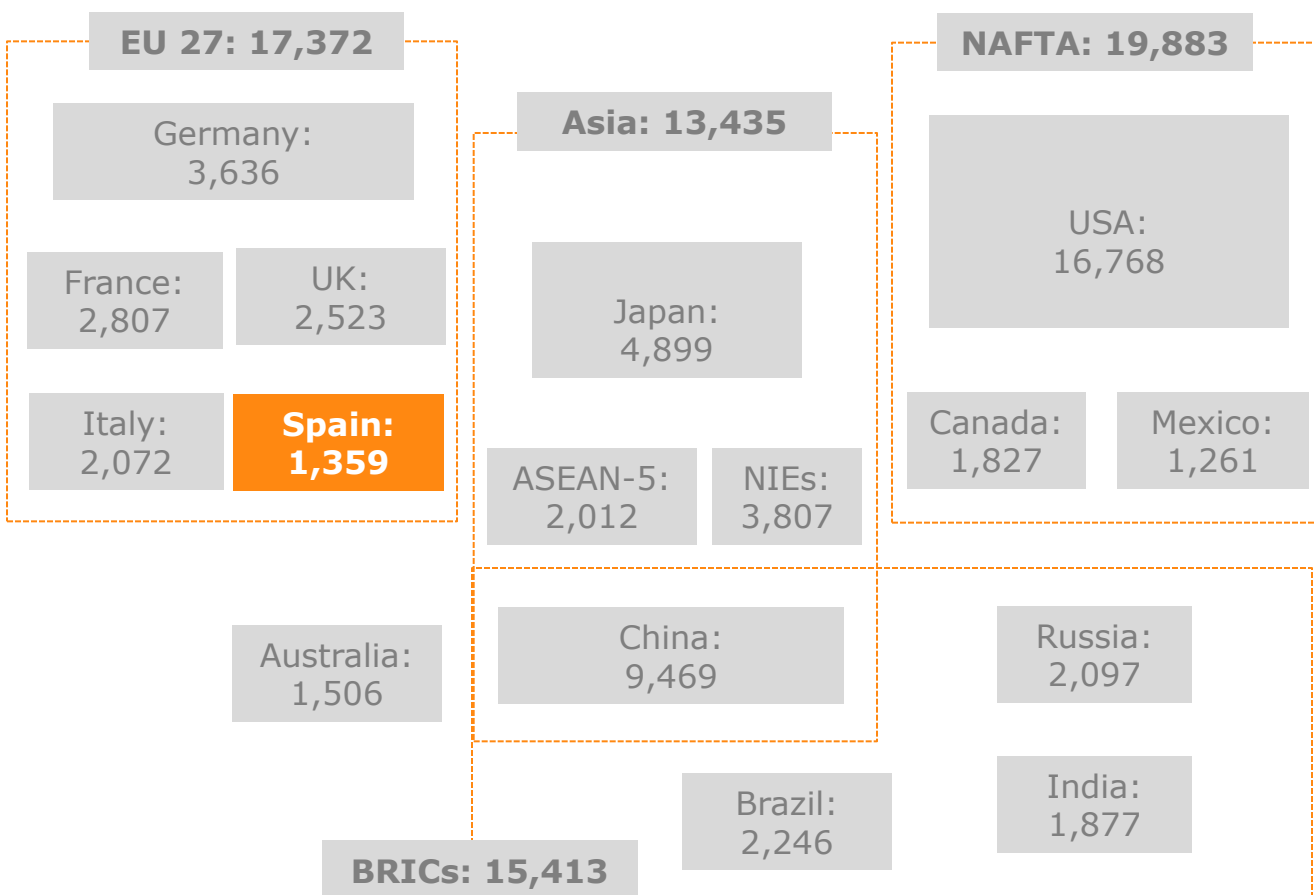 EU 27: 17,372
Germany:
3,636
France:
2,807
UK:
2,523
Italy:
2,072
Spain:
1,359
Asia: 13,435
Japan:
4,899
ASEAN-5:
2,012
NIEs:
3,807
China:
9,469
NAFTA: 19,883
USA:
16,768
Canada:
1,827
Mexico:
1,261
Australia:
1,506
Russia:
2,097
Brazil:
2,246
India:
1,877
BRICs: 15,413